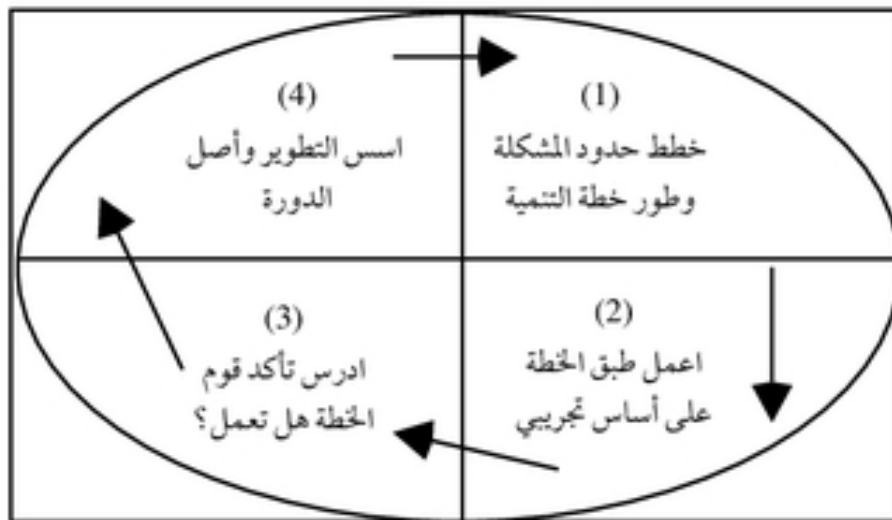 (1)
خطط حدود المشكلة
وطور خطة التنمية
(2)
اعمل طبق الخطة
على أساس تجريبي
(3)
ادرس تأكد قوم
الخطة هل تعمل؟
(4)
اسس التطوير وأصل
الدورة